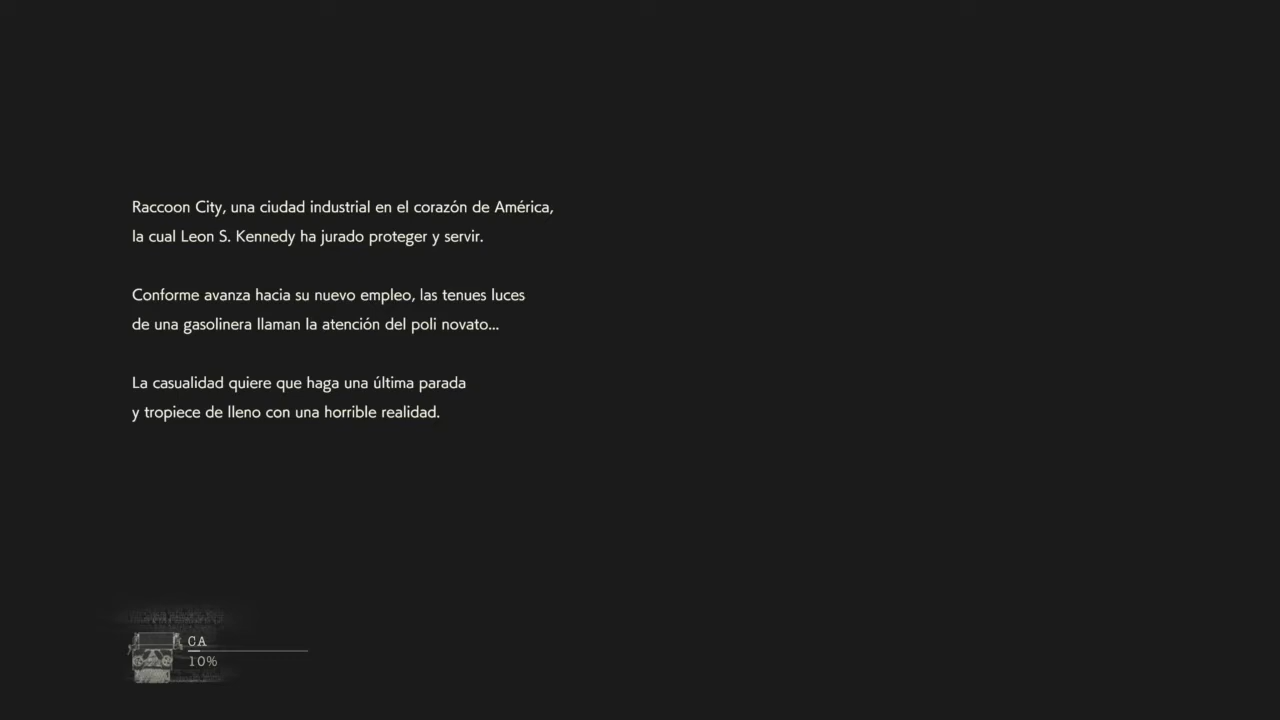 Raccoon City, una ciudad industrial en el corazón de América,
la cual Leon S. Kennedy ha jurado proteger y servir.
Conforme avanza hacia su nuevo empleo, las tenues luces
de una gasolinera llaman la atención del poli novato...
La casualidad quiere que haga una última parada
y tropiece de lleno con una horrible realidad.
CA
10%